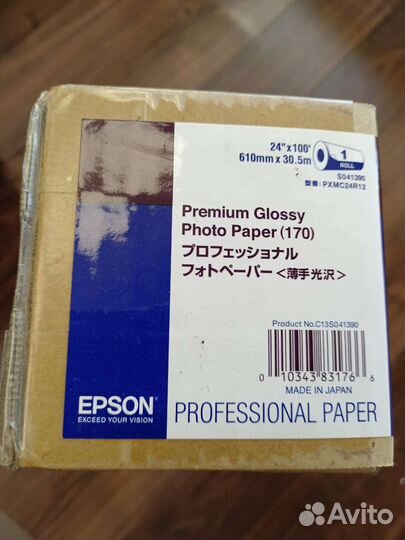 24"x100'
610mm x 30.5m
1
ROLL
S041390
型番: PXMC24R12
Premium Glossy
Photo Paper (170)
プロフェッショナル
フォトペーパー<薄手光沢>
Product No.C13S041390
0 10343 83176 6
MADE IN JAPAN
EPSON
EXCEED YOUR VISION
PROFESSIONAL PAPER
Avito